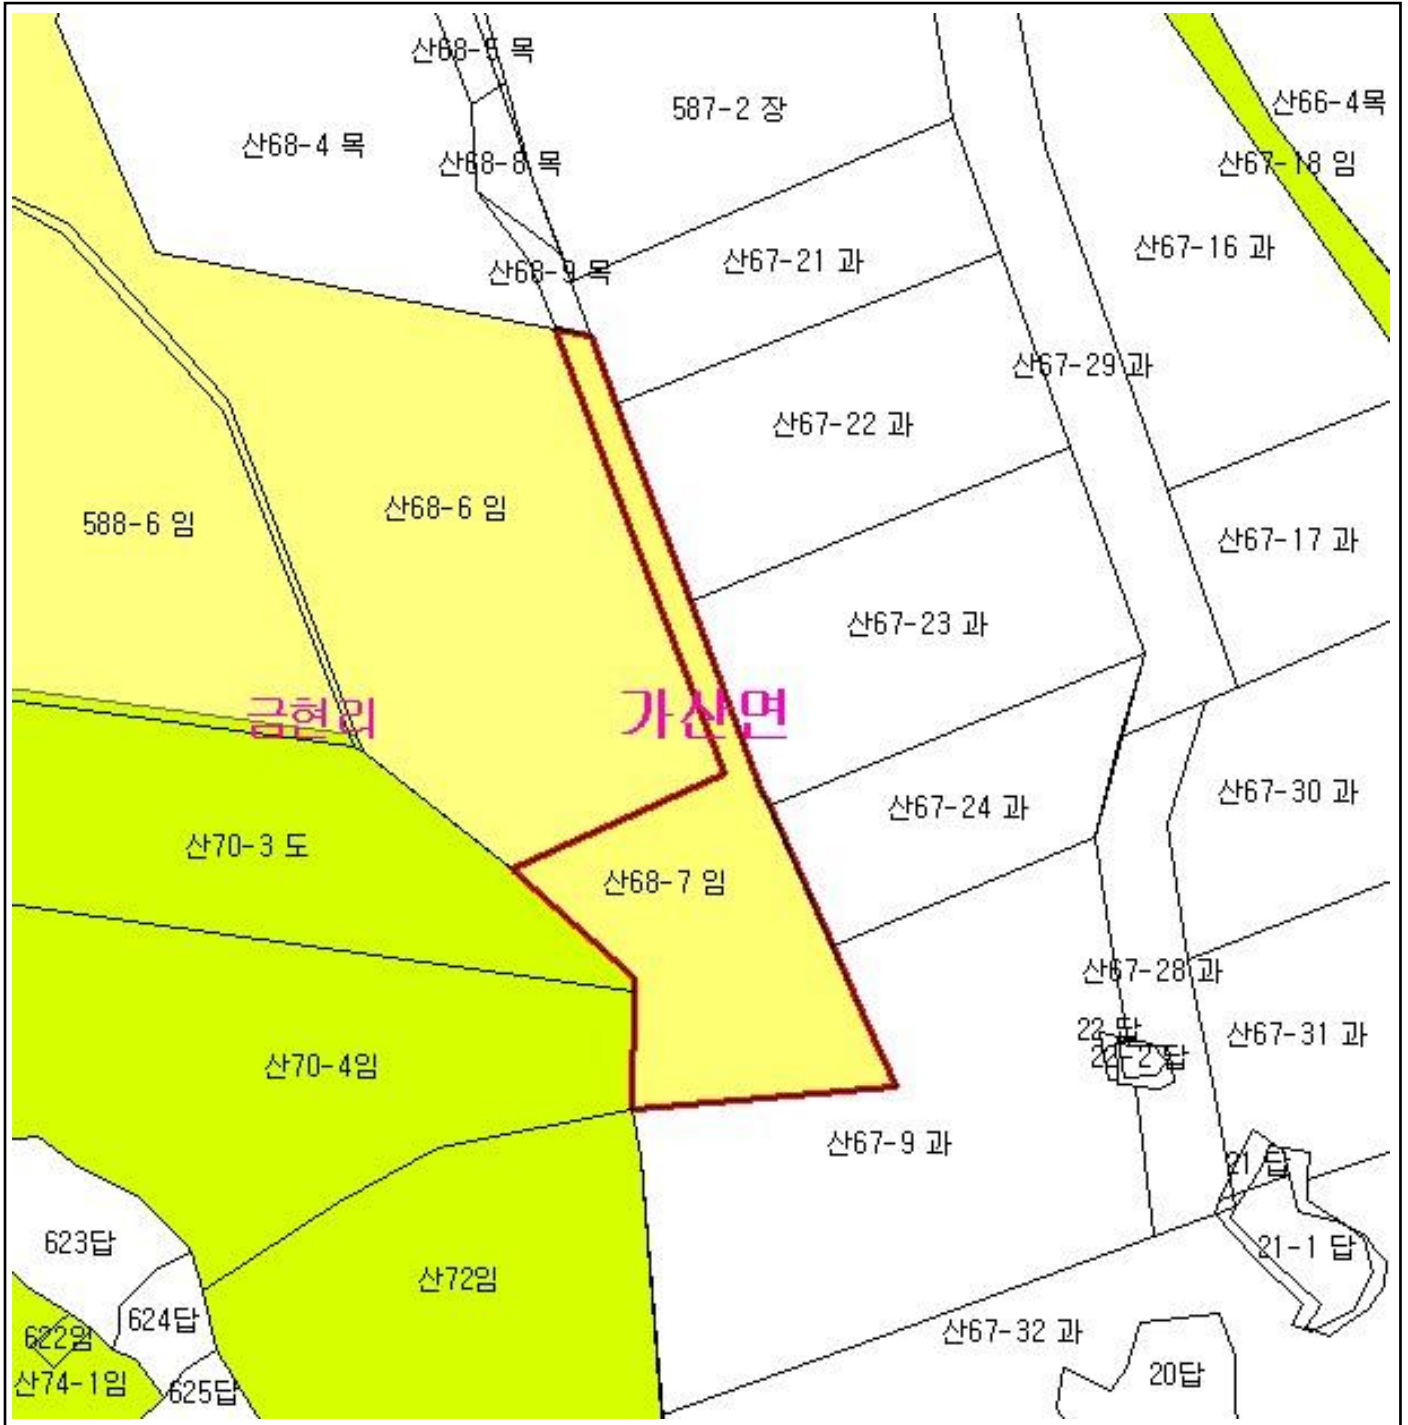 산68-5 목
587-2 장
산66-4목
산68-4 목
산68-8 목
산67-18 임
산67-16 과
산67-21 과
산68-9 목
산67-29 과
산67-22 과
산68-6 임
588-6 임
산67-17 과
산67-23 과
금현리
가산면
산67-30 과
산67-24 과
산70-3 도
산68-7 임
산67-28 과
22 답
산67-31 과
22-2 답
산70-4임
산67-9 과
21 답
623답
21-1 답
산72임
624답
산67-32 과
622임
20답
산74-1임
625답